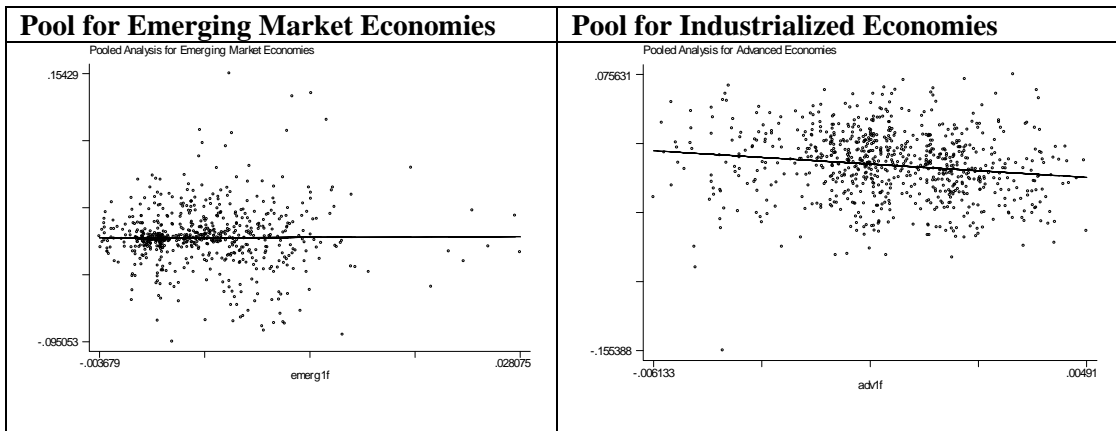 Pool for Emerging Market Economies
Pooled Analysis for Emerging Market Economies
.15429
-.095053
-.003679
.028075
emerg1f
Pool for Industrialized Economies
Pooled Analysis for Advanced Economies
.075631
-.155388
-.006133
.00491
adv1f